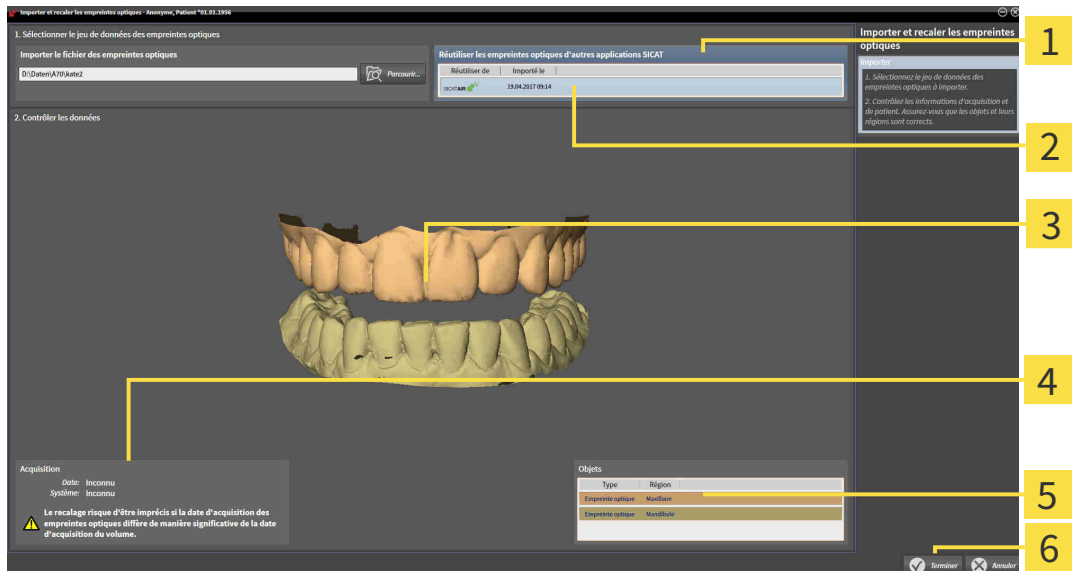 Importer et recaler les empreintes optiques - Anonyme, Patient *01.01.1956
1. Sélectionner le jeu de données des empreintes optiques
Importer le fichier des empreintes optiques
D:\Daten\A70\kate2
Parcourir...
Réutiliser les empreintes optiques d'autres applications SICAT
Réutiliser de
Importé le
SICATAIR
19.04.2017 09:14
Importer et recaler les empreintes
optiques
Importer
1. Sélectionnez le jeu de données des
empreintes optiques à importer.
2. Contrôlez les informations d'acquisition et
de patient. Assurez-vous que les objets et leurs
régions sont corrects.
1
2
3
4
5
6
2. Contrôler les données
Acquisition
Date: Inconnu
Système: Inconnu
Le recalage risque d'être imprécis si la date d'acquisition des
empreintes optiques diffère de manière significative de la date
d'acquisition du volume.
Objets
Type
Région
Empreinte optique
Maxillaire
Empreinte optique
Mandibule
Terminer
Annuler